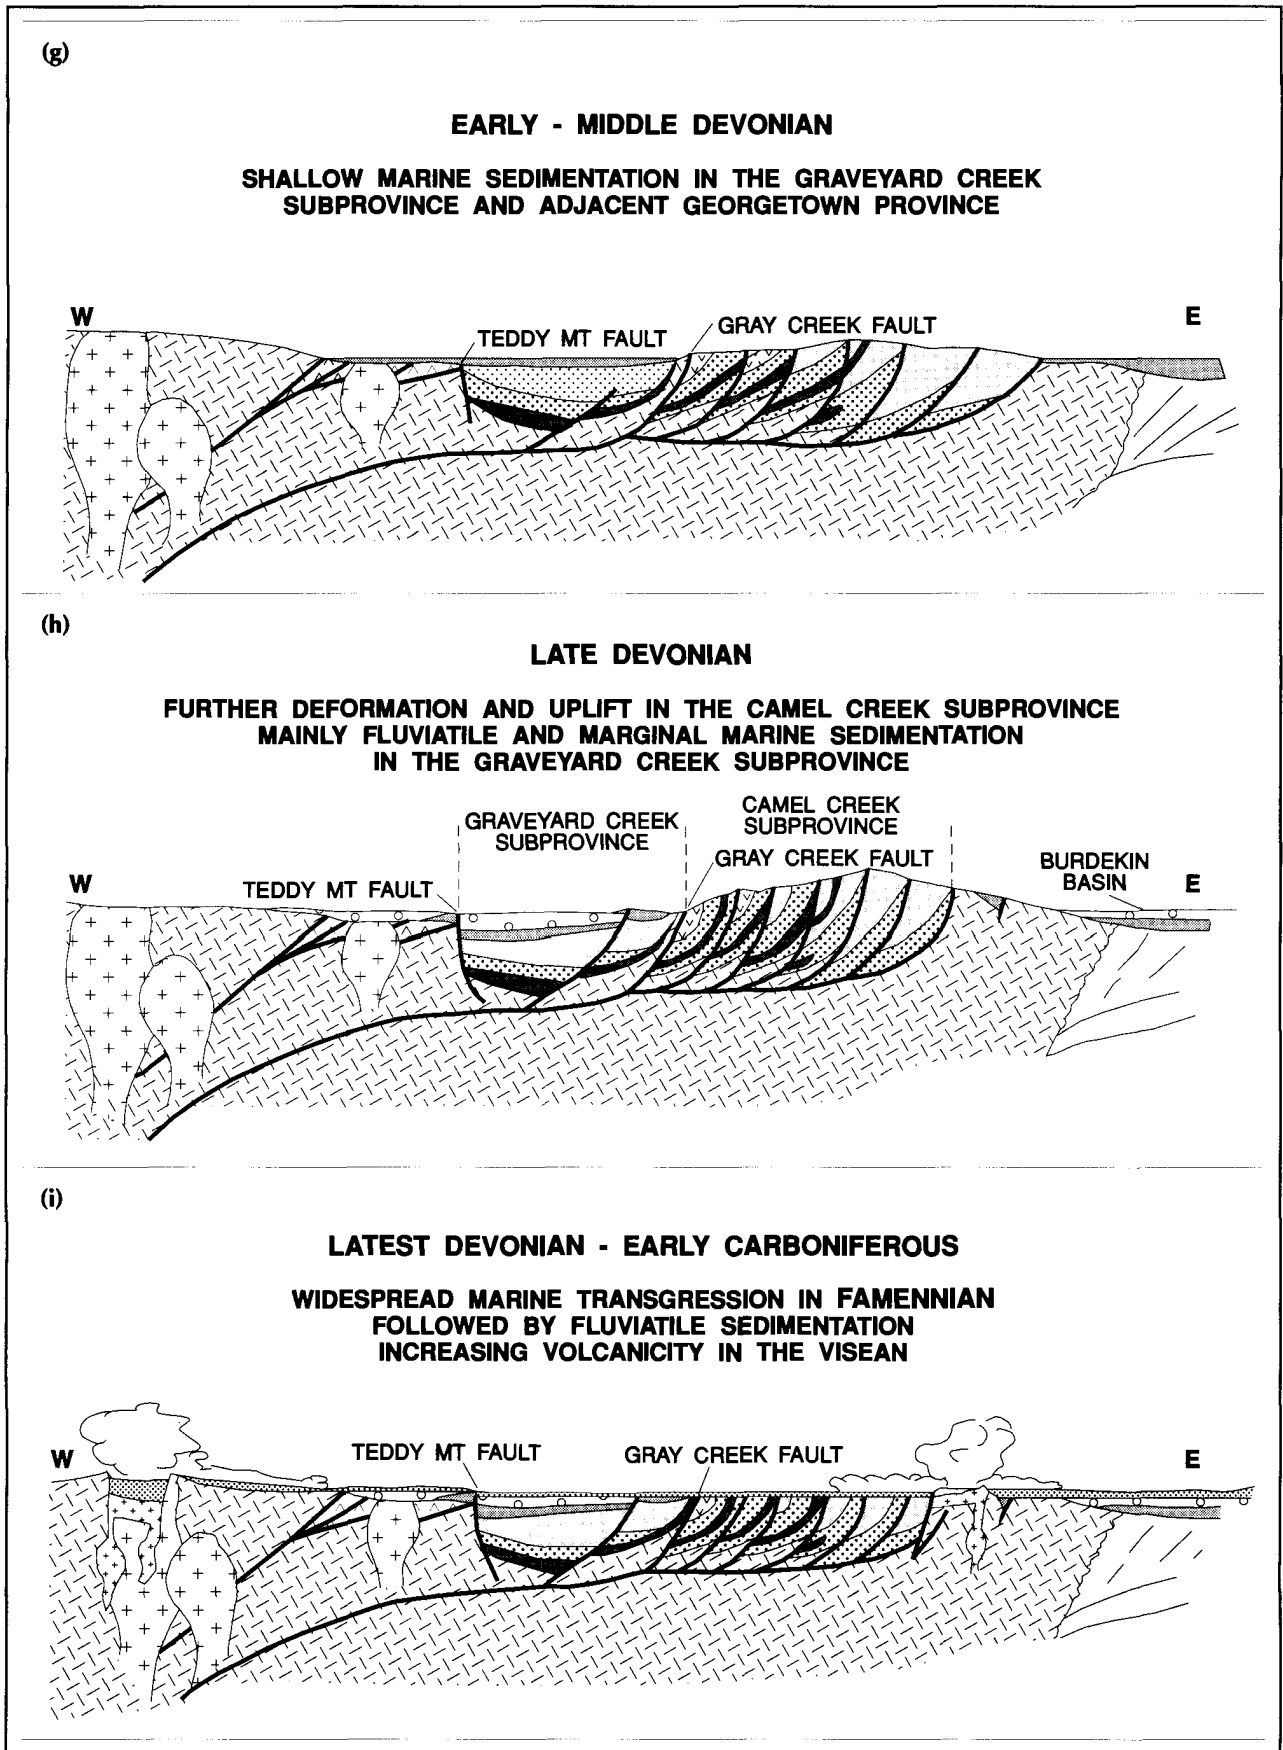 (g)
EARLY - MIDDLE DEVONIAN
SHALLOW MARINE SEDIMENTATION IN THE GRAVEYARD CREEK
SUBPROVINCE AND ADJACENT GEORGETOWN PROVINCE
W
TEDDY MT FAULT
GRAY CREEK FAULT
E
(h)
LATE DEVONIAN
FURTHER DEFORMATION AND UPLIFT IN THE CAMEL CREEK SUBPROVINCE
MAINLY FLUVIATILE AND MARGINAL MARINE SEDIMENTATION
IN THE GRAVEYARD CREEK SUBPROVINCE
GRAVEYARD CREEK
SUBPROVINCE
CAMEL CREEK
SUBPROVINCE
W
TEDDY MT FAULT
GRAY CREEK FAULT
BURDEKIN
BASIN
E
(i)
LATEST DEVONIAN - EARLY CARBONIFEROUS
WIDESPREAD MARINE TRANSGRESSION IN FAMENNIAN
FOLLOWED BY FLUVIATILE SEDIMENTATION
INCREASING VOLCANICITY IN THE VISEAN
W
TEDDY MT FAULT
GRAY CREEK FAULT
E